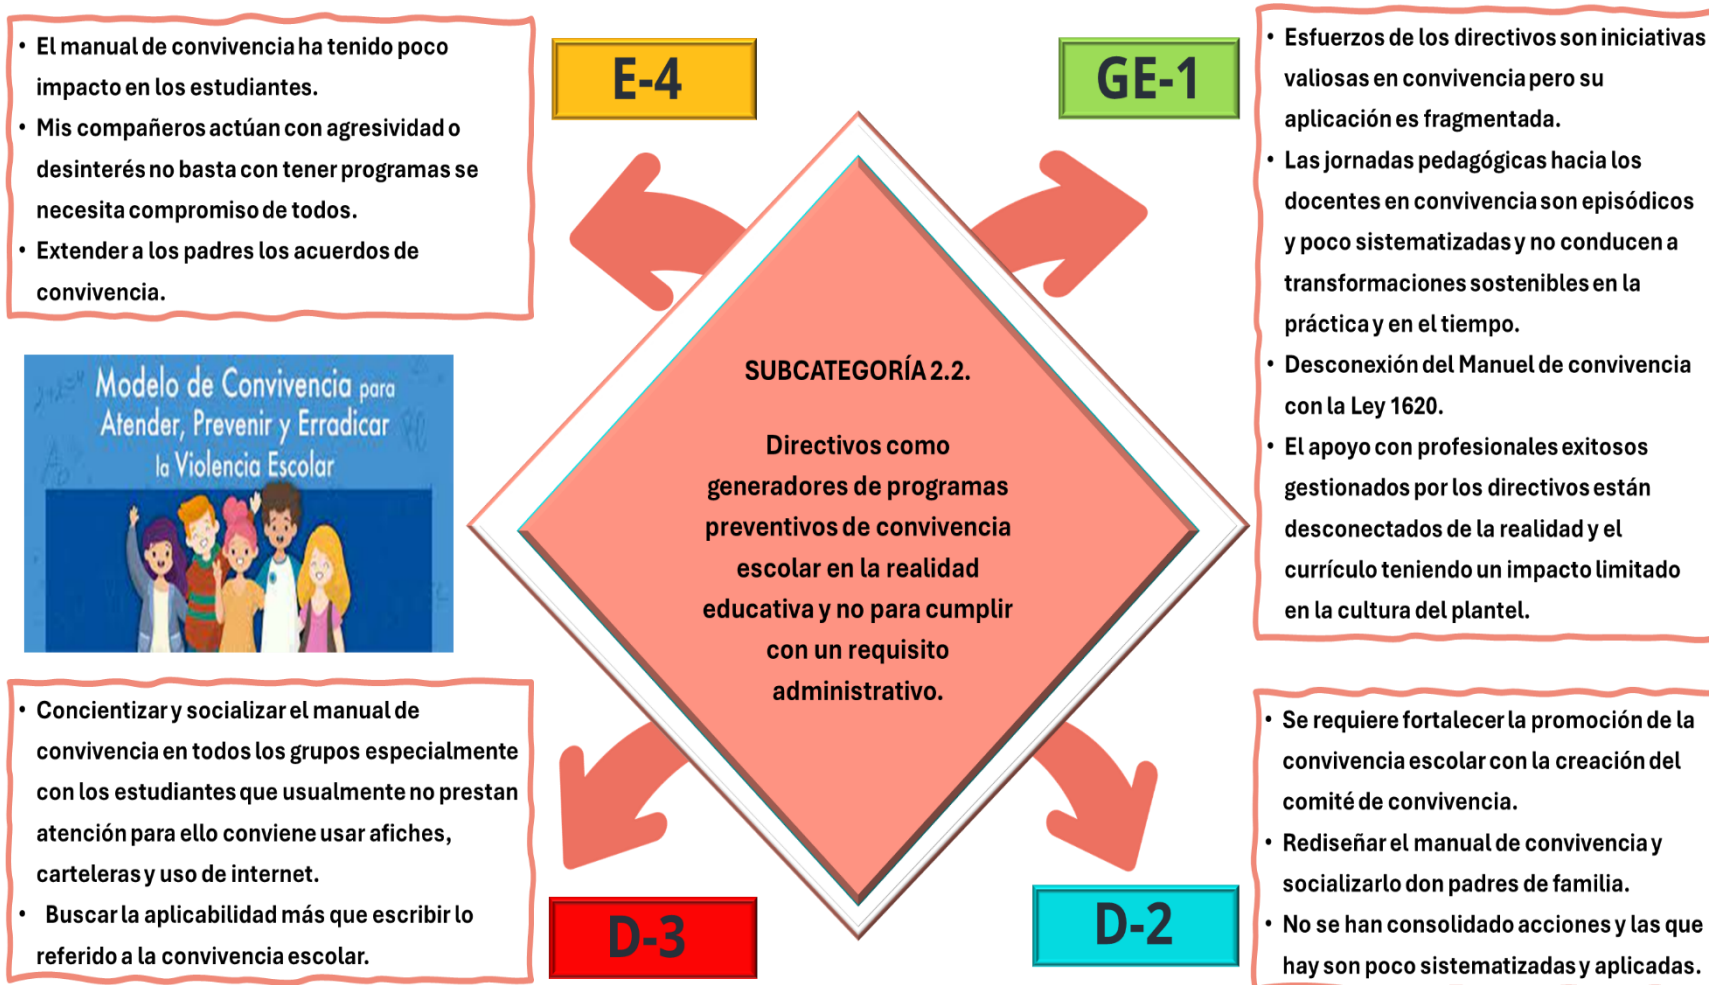 • El manual de convivencia ha tenido poco
impacto en los estudiantes.
• Mis compañeros actúan con agresividad o
desinterés no basta con tener programas se
necesita compromiso de todos.
• Extender a los padres los acuerdos de
convivencia.
E-4
GE-1
• Esfuerzos de los directivos son iniciativas
valiosas en convivencia pero su
aplicación es fragmentada.
• Las jornadas pedagógicas hacia los
docentes en convivencia son episódicos
y poco sistematizadas y no conducen a
transformaciones sostenibles en la
práctica y en el tiempo.
• Desconexión del Manuel de convivencia
con la Ley 1620.
• El apoyo con profesionales exitosos
gestionados por los directivos están
desconectados de la realidad y el
currículo teniendo un impacto limitado
en la cultura del plantel.
Modelo de Convivencia para
Atender, Prevenir y Erradicar
la Violencia Escolar
SUBCATEGORÍA 2.2.
Directivos como
generadores de programas
preventivos de convivencia
escolar en la realidad
educativa y no para cumplir
con un requisito
administrativo.
• Concientizar y socializar el manual de
convivencia en todos los grupos especialmente
con los estudiantes que usualmente no prestan
atención para ello conviene usar afiches,
carteleras y uso de internet.
• Buscar la aplicabilidad más que escribir lo
referido a la convivencia escolar.
D-3
D-2
• Se requiere fortalecer la promoción de la
convivencia escolar con la creación del
comité de convivencia.
• Rediseñar el manual de convivencia y
socializarlo don padres de familia.
• No se han consolidado acciones y las que
hay son poco sistematizadas y aplicadas.